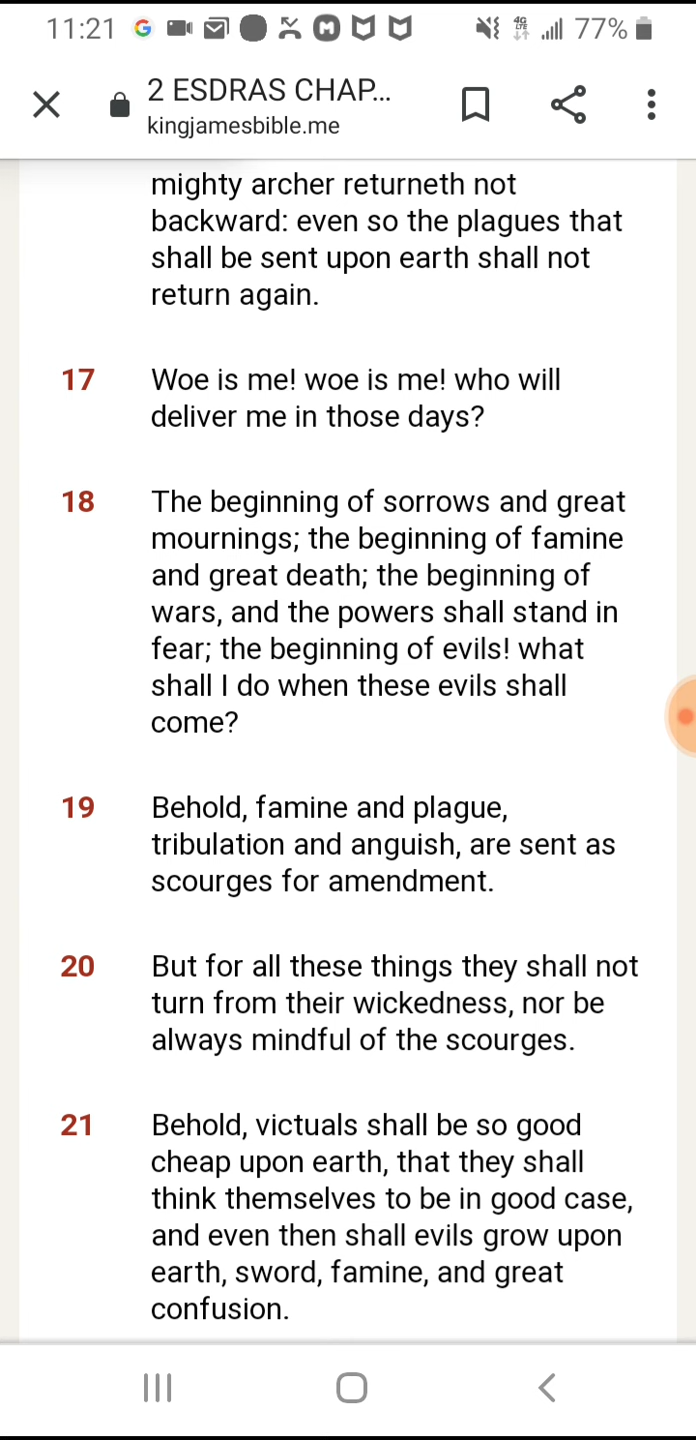 11:21
4G
LTE
77%
2 ESDRAS CHAP...
kingjamesbible.me
mighty archer returneth not
backward: even so the plagues that
shall be sent upon earth shall not
return again.
17 Woe is me! woe is me! who will
deliver me in those days?
18 The beginning of sorrows and great
mournings; the beginning of famine
and great death; the beginning of
wars, and the powers shall stand in
fear; the beginning of evils! what
shall I do when these evils shall
come?
19 Behold, famine and plague,
tribulation and anguish, are sent as
scourges for amendment.
20 But for all these things they shall not
turn from their wickedness, nor be
always mindful of the scourges.
21 Behold, victuals shall be so good
cheap upon earth, that they shall
think themselves to be in good case,
and even then shall evils grow upon
earth, sword, famine, and great
confusion.